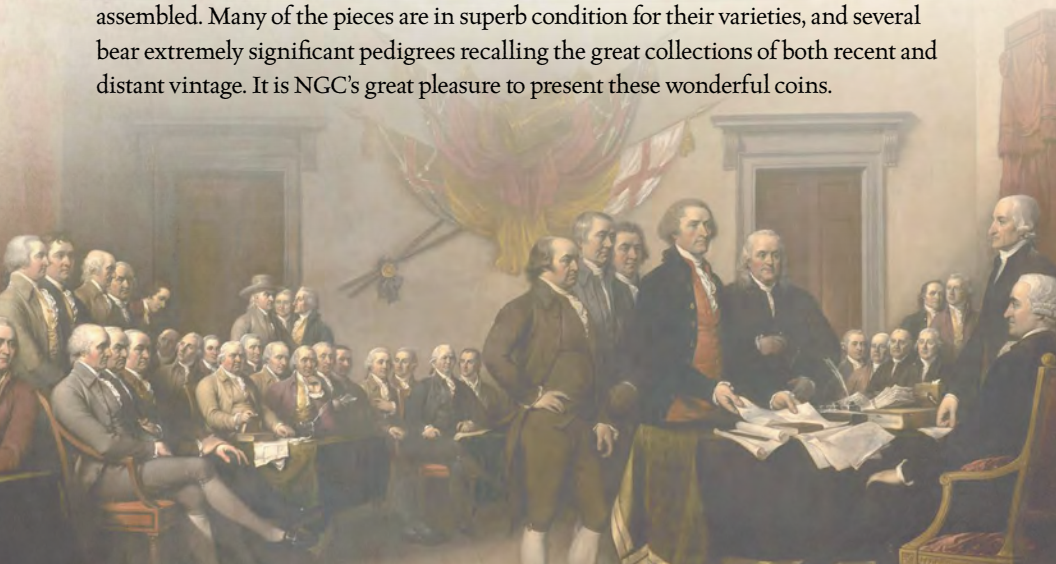 assembled. Many of the pieces are in superb condition for their varieties, and several
bear extremely significant pedigrees recalling the great collections of both recent and
distant vintage. It is NGC’s great pleasure to present these wonderful coins.